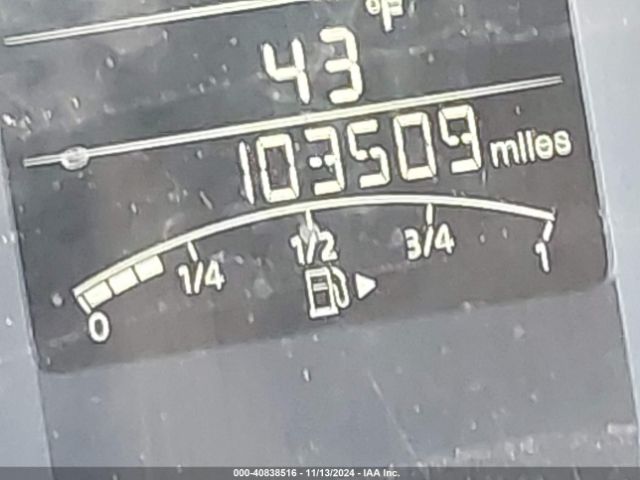 °F
43
103509 miles
0 1/4 1/2 3/4 1
000-40838516 - 11/13/2024 - IAA Inc.